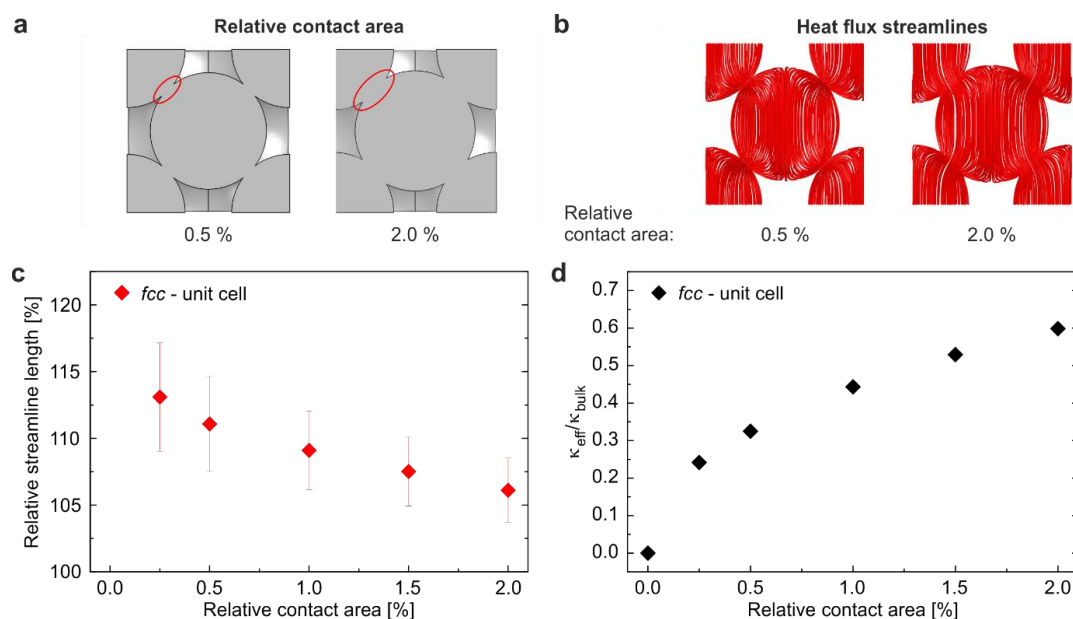 a
Relative contact area
0.5 %
2.0 %
b
Heat flux streamlines
Relative
contact area:
0.5 %
2.0 %
c
fcc - unit cell
Relative streamline length [%]
120
115
110
105
100
0.0
0.5
1.0
1.5
2.0
Relative contact area [%]
d
fcc - unit cell
κeff/κbulk
0.7
0.6
0.5
0.4
0.3
0.2
0.1
0.0
0.0
0.5
1.0
1.5
2.0
Relative contact area [%]